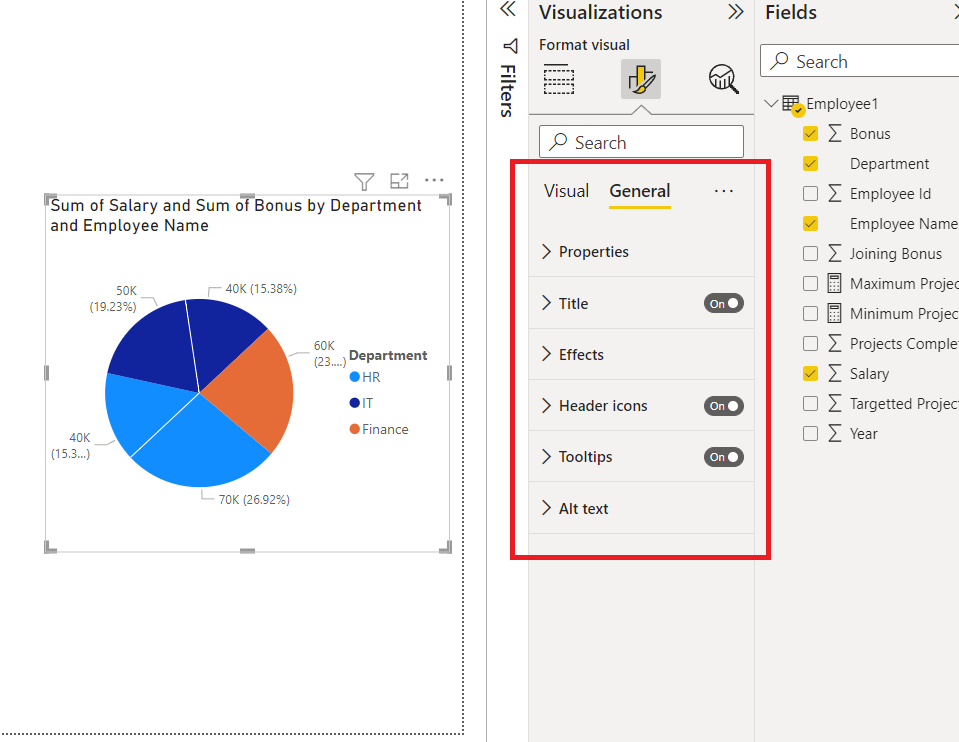 Visualizations
Fields
Format visual
Filters
Search
Search
Employee1
Bonus
Department
Employee Id
Employee Name
Joining Bonus
Maximum Projec
Minimum Projec
Projects Complet
Salary
Targetted Project
Year
Visual
General
...
Properties
Title
On
Effects
Header icons
On
Tooltips
On
Alt text
Sum of Salary and Sum of Bonus by Department
and Employee Name
50K
(19.23%)
40K (15.38%)
60K
(23....)
40K
(15.3...)
70K (26.92%)
Department
HR
IT
Finance